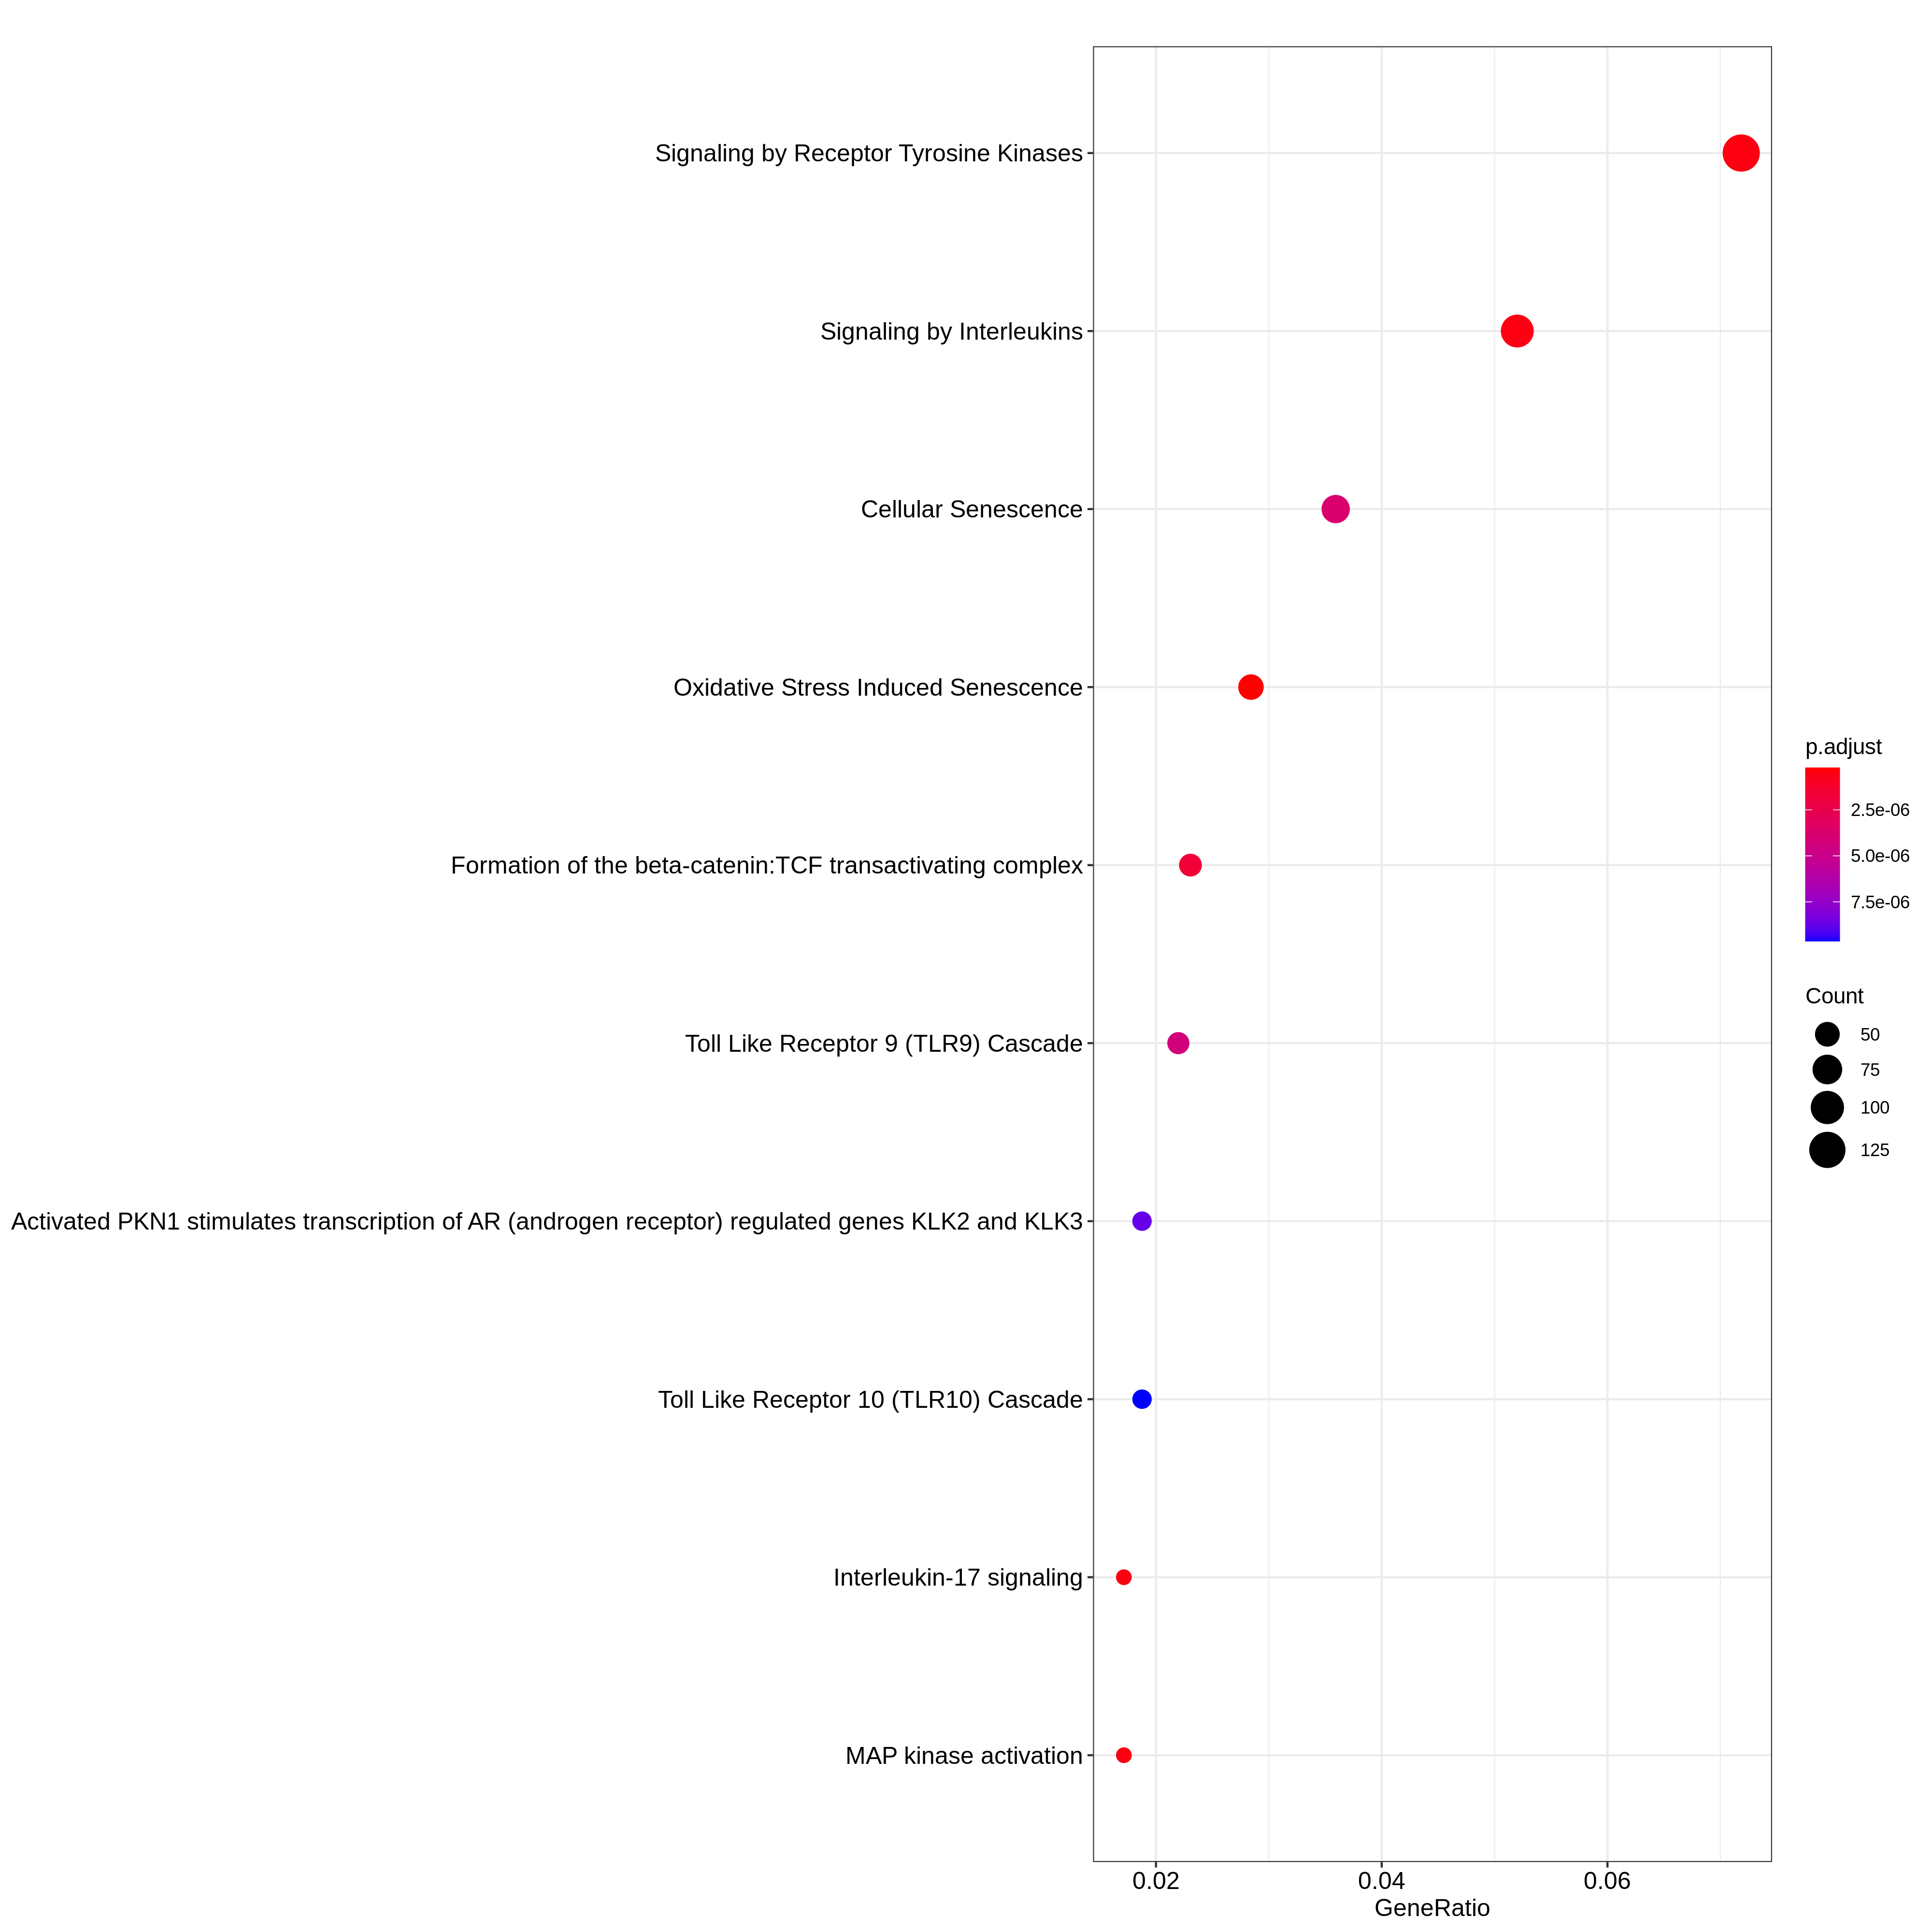 Signaling by Receptor Tyrosine Kinases
Signaling by Interleukins
Cellular Senescence
Oxidative Stress Induced Senescence
Formation of the beta-catenin:TCF transactivating complex
Toll Like Receptor 9 (TLR9) Cascade
Activated PKN1 stimulates transcription of AR (androgen receptor) regulated genes KLK2 and KLK3
Toll Like Receptor 10 (TLR10) Cascade
Interleukin-17 signaling
MAP kinase activation
0.02 0.04 0.06
GeneRatio
p.adjust
2.5e-06
5.0e-06
7.5e-06
Count
50
75
100
125